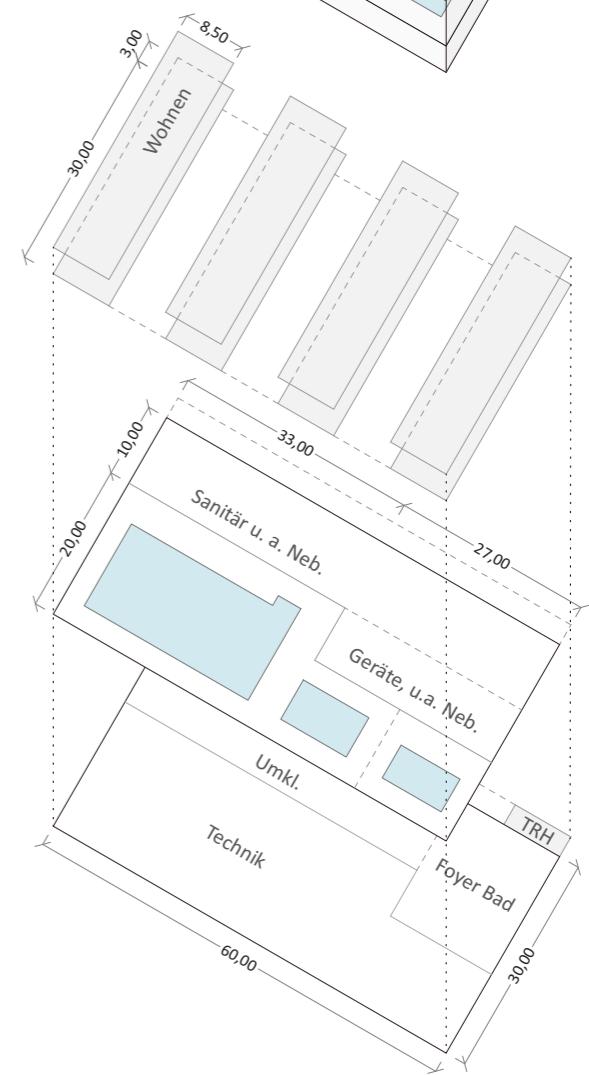 8,50
3,00
30,00
Wohnen
33,00
10,00
20,00
27,00
Sanitär u. a. Neb.
Geräte, u.a. Neb.
Umkl.
Technik
TRH
Foyer Bad
60,00
30,00